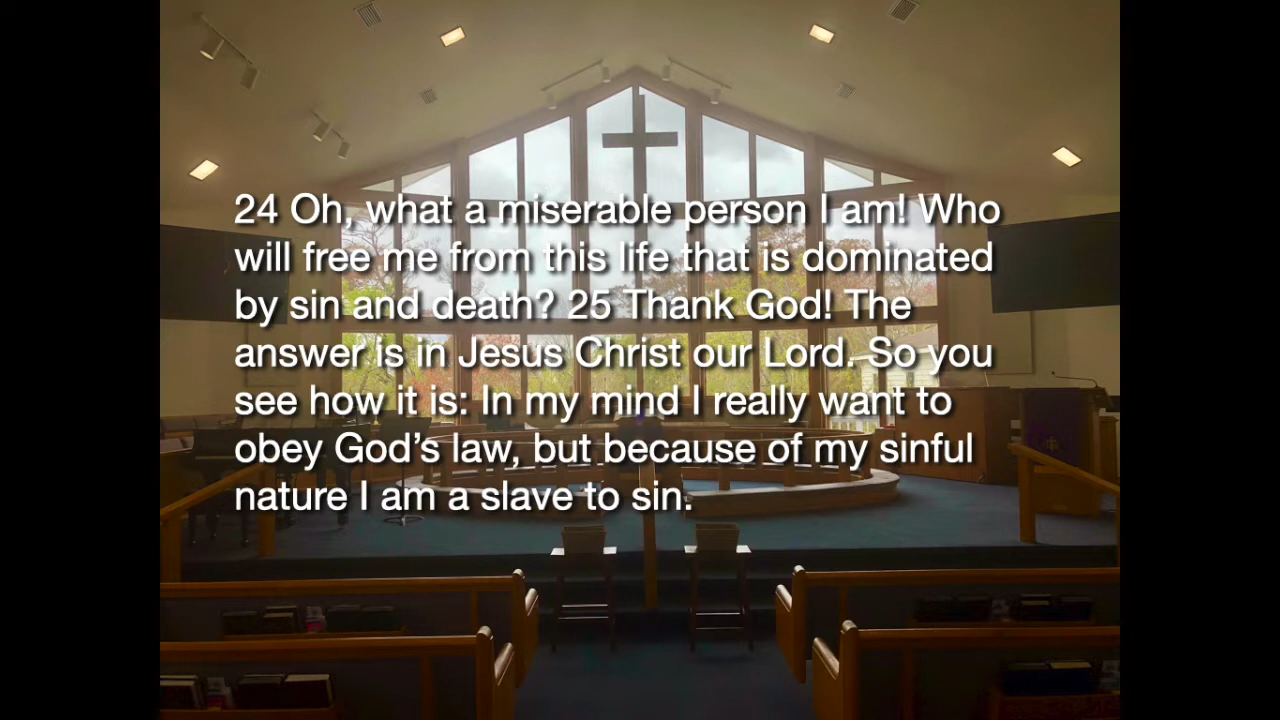 24 Oh, what a miserable person I am! Who
will free me from this life that is dominated
by sin and death? 25 Thank God! The
answer is in Jesus Christ our Lord. So you
see how it is: In my mind I really want to
obey God’s law, but because of my sinful
nature I am a slave to sin.